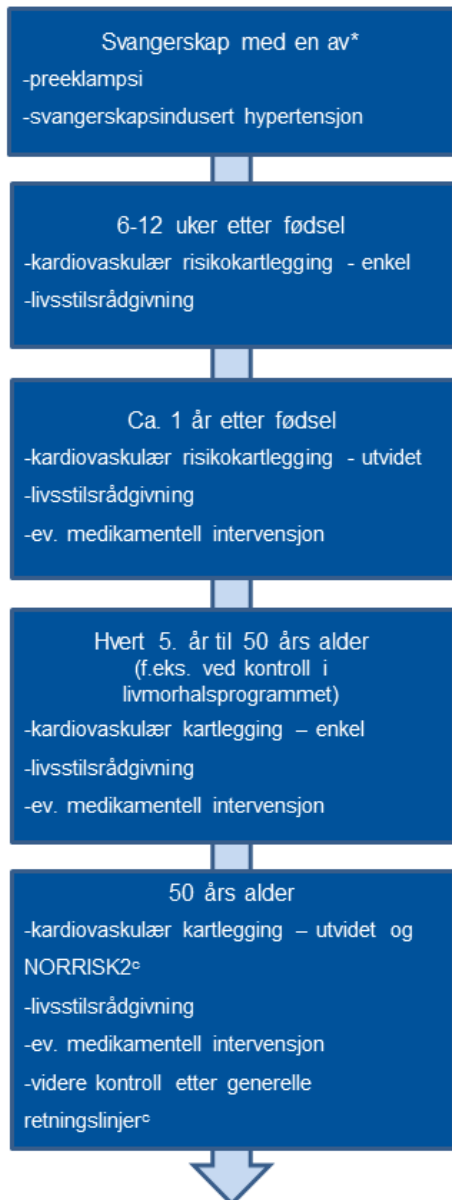 Svangerskap med en av*
-preeklampsi
-svangerskapsindusert hypertensjon
6-12 uker etter fødsel
-kardiovaskulær risikokartlegging - enkel
-livsstilsrådgivning
Ca. 1 år etter fødsel
-kardiovaskulær risikokartlegging - utvidet
-livsstilsrådgivning
-ev. medikamentell intervensjon
Hvert 5. år til 50 års alder
(f.eks. ved kontroll i
livmorhalsprogrammet)
-kardiovaskulær kartlegging – enkel
-livsstilsrådgivning
-ev. medikamentell intervensjon
50 års alder
-kardiovaskulær kartlegging – utvidet og
NORRISK2ᶜ
-livsstilsrådgivning
-ev. medikamentell intervensjon
-videre kontroll etter generelle
retningslinjerᶜ